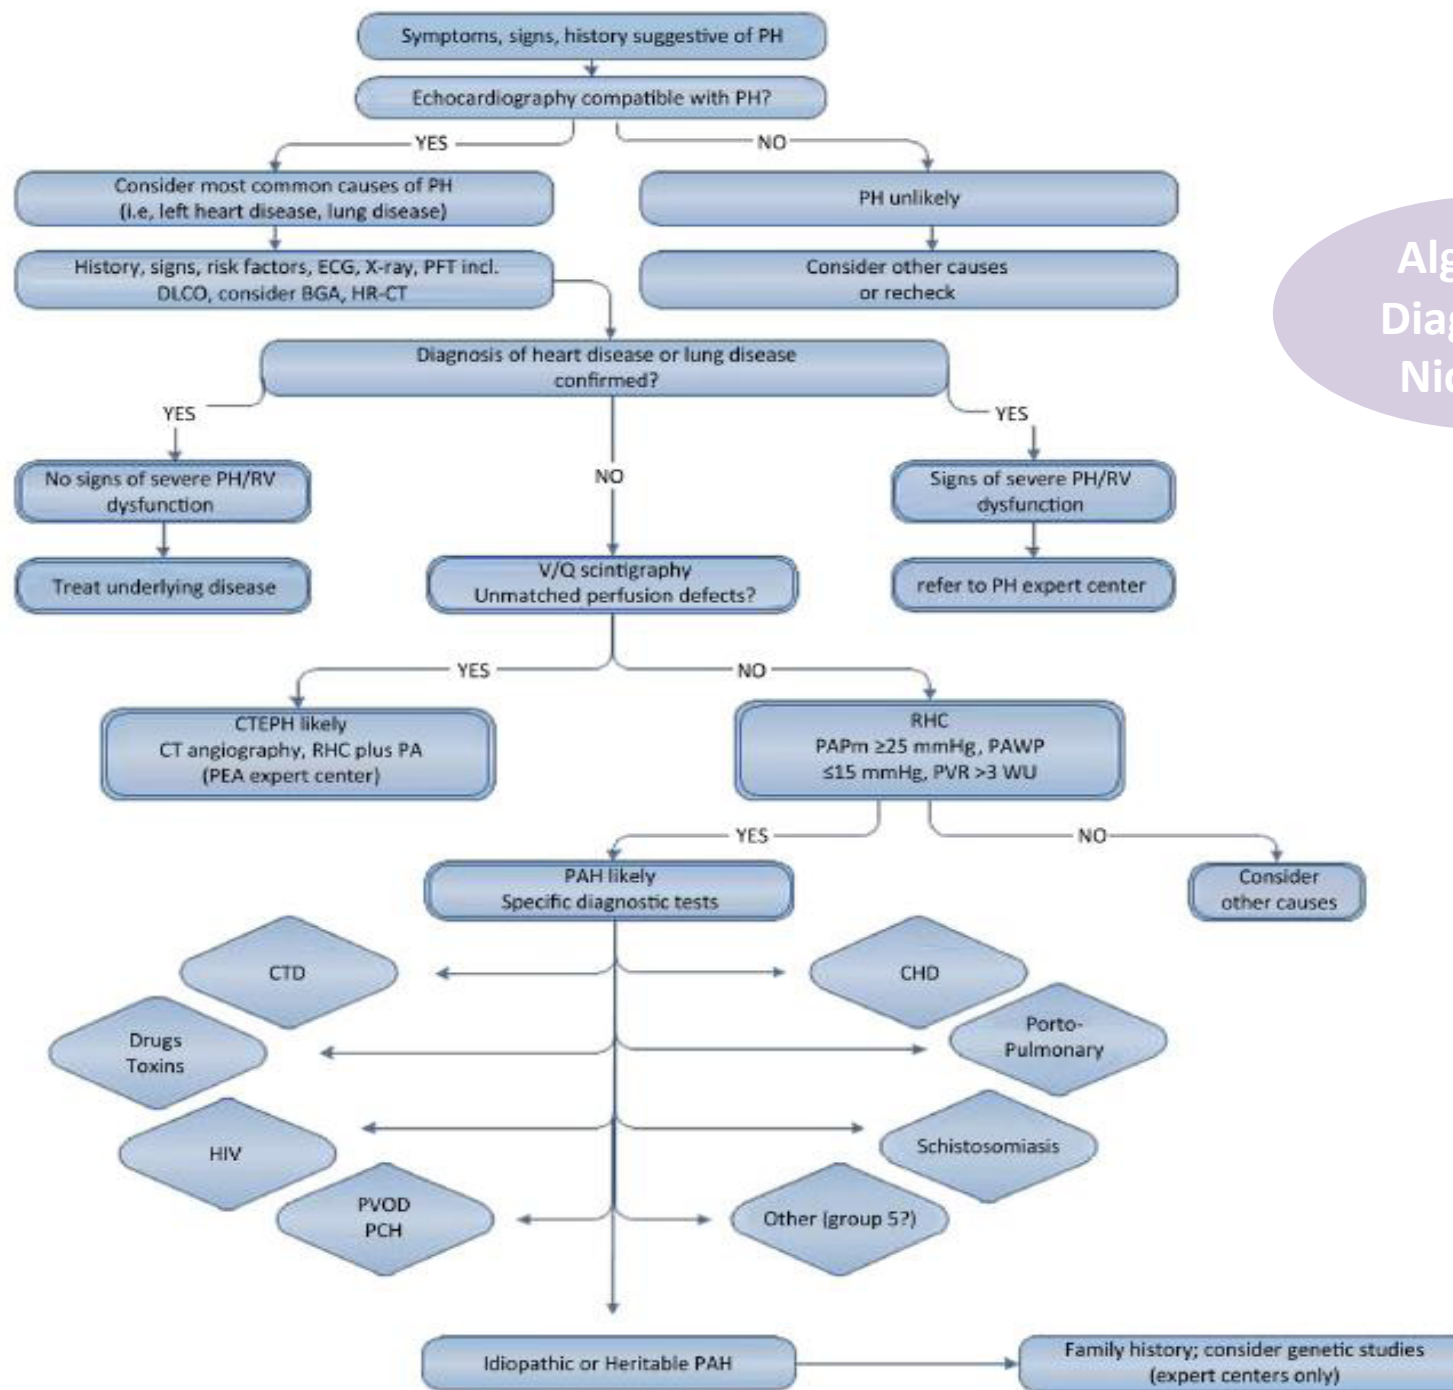 Symptoms, signs, history suggestive of PH
Echocardiography compatible with PH?
YES
NO
Consider most common causes of PH
(i.e, left heart disease, lung disease)
PH unlikely
History, signs, risk factors, ECG, X-ray, PFT incl.
DLCO, consider BGA, HR-CT
Consider other causes
or recheck
Alg
Diag
Nic
Diagnosis of heart disease or lung disease
confirmed?
YES
NO
YES
No signs of severe PH/RV
dysfunction
Signs of severe PH/RV
dysfunction
Treat underlying disease
V/Q scintigraphy
Unmatched perfusion defects?
refer to PH expert center
YES
NO
CTEPH likely
CT angiography, RHC plus PA
(PEA expert center)
RHC
PAPm ≥25 mmHg, PAWP
≤15 mmHg, PVR >3 WU
YES
NO
PAH likely
Specific diagnostic tests
Consider
other causes
CTD
CHD
Drugs
Toxins
Porto-
Pulmonary
HIV
Schistosomiasis
PVOD
PCH
Other (group 5?)
Idiopathic or Heritable PAH
Family history; consider genetic studies
(expert centers only)